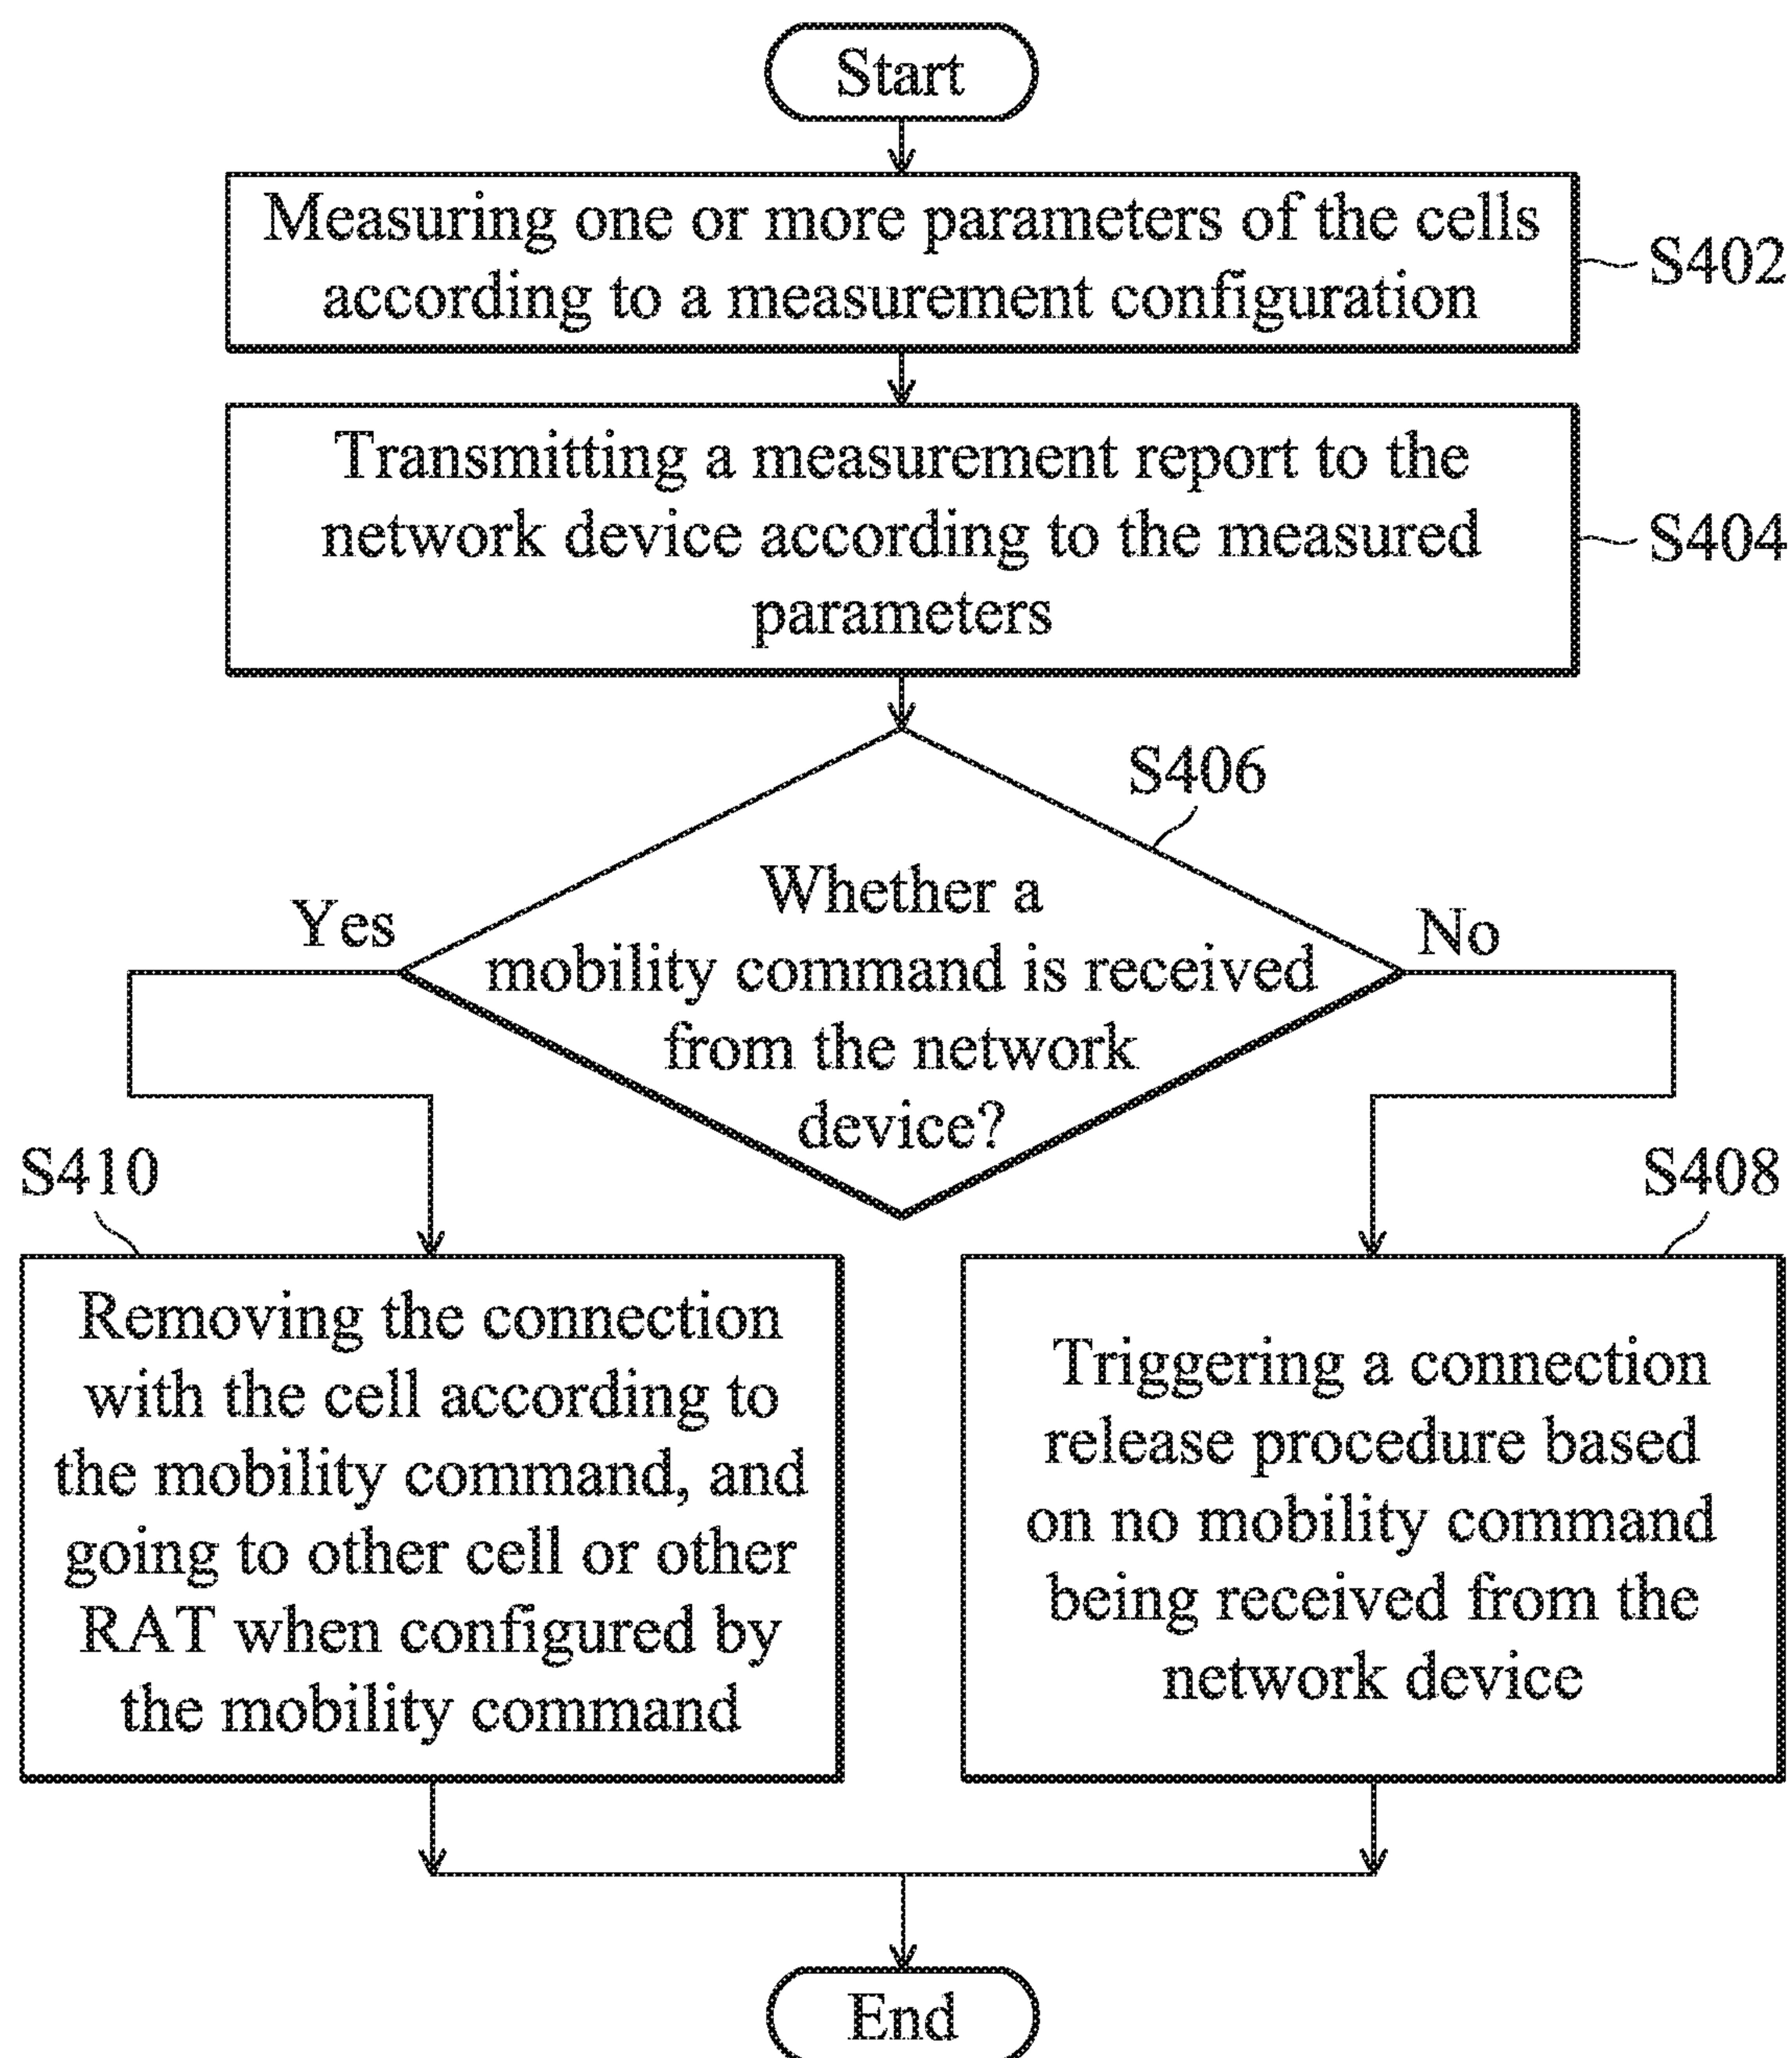 Start
Measuring one or more parameters of the cells
according to a measurement configuration
S402
Transmitting a measurement report to the
network device according to the measured
parameters
S404
S406
Whether a
mobility command is received
from the network
device?
Yes
No
S410
Removing the connection
with the cell according to
the mobility command, and
going to other cell or other
RAT when configured by
the mobility command
S408
Triggering a connection
release procedure based
on no mobility command
being received from the
network device
End